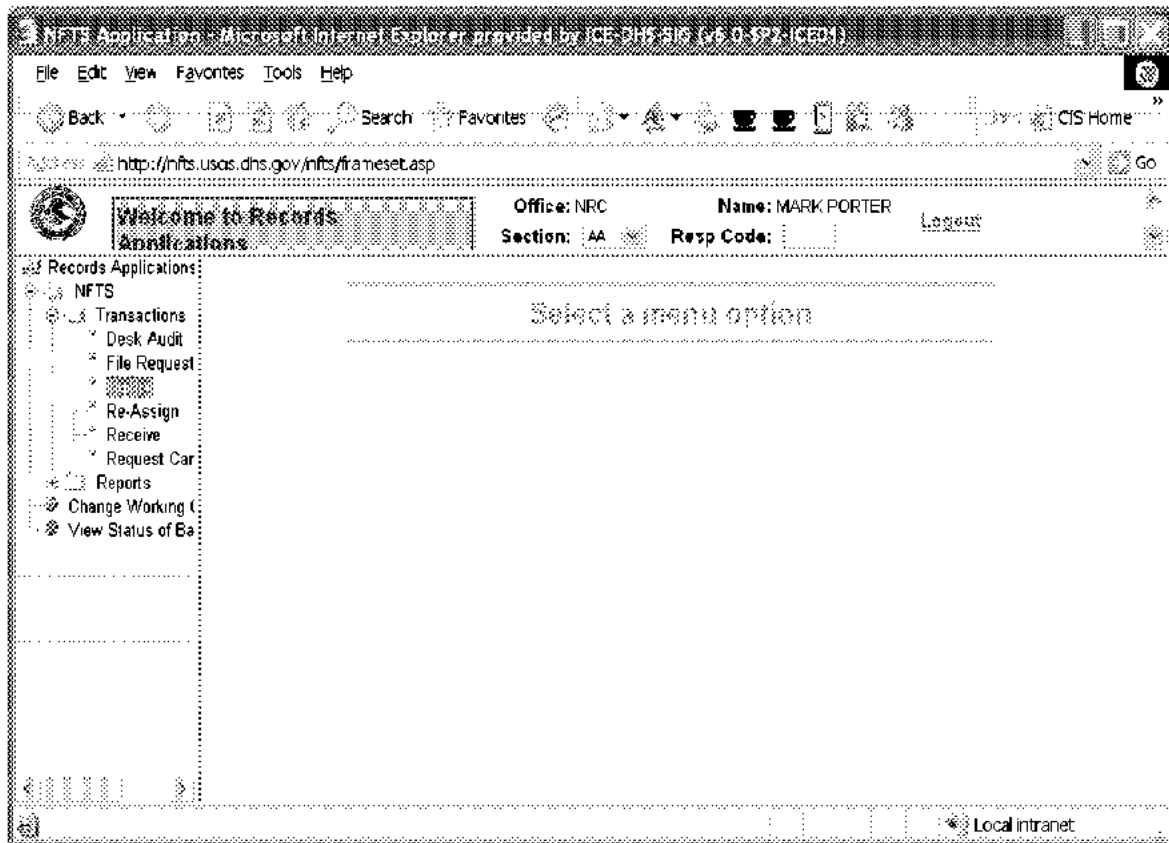 NFTS Application - Microsoft Internet Explorer provided by ICE-DHS-SIG (v6.0-SP2-ICE01)
File Edit View Favorites Tools Help
Back Search Favorites CIS Home
Address http://nfts.uscis.dhs.gov/nfts/frameset.asp Go
Welcome to Records Applications
Office: NRC Name: MARK PORTER Logout
Section: AA Resp Code:
Records Applications
NFTS
Transactions
Desk Audit
File Request
Re-Assign
Receive
Request Car
Reports
Change Working
View Status of Ba
Select a menu option
Local intranet